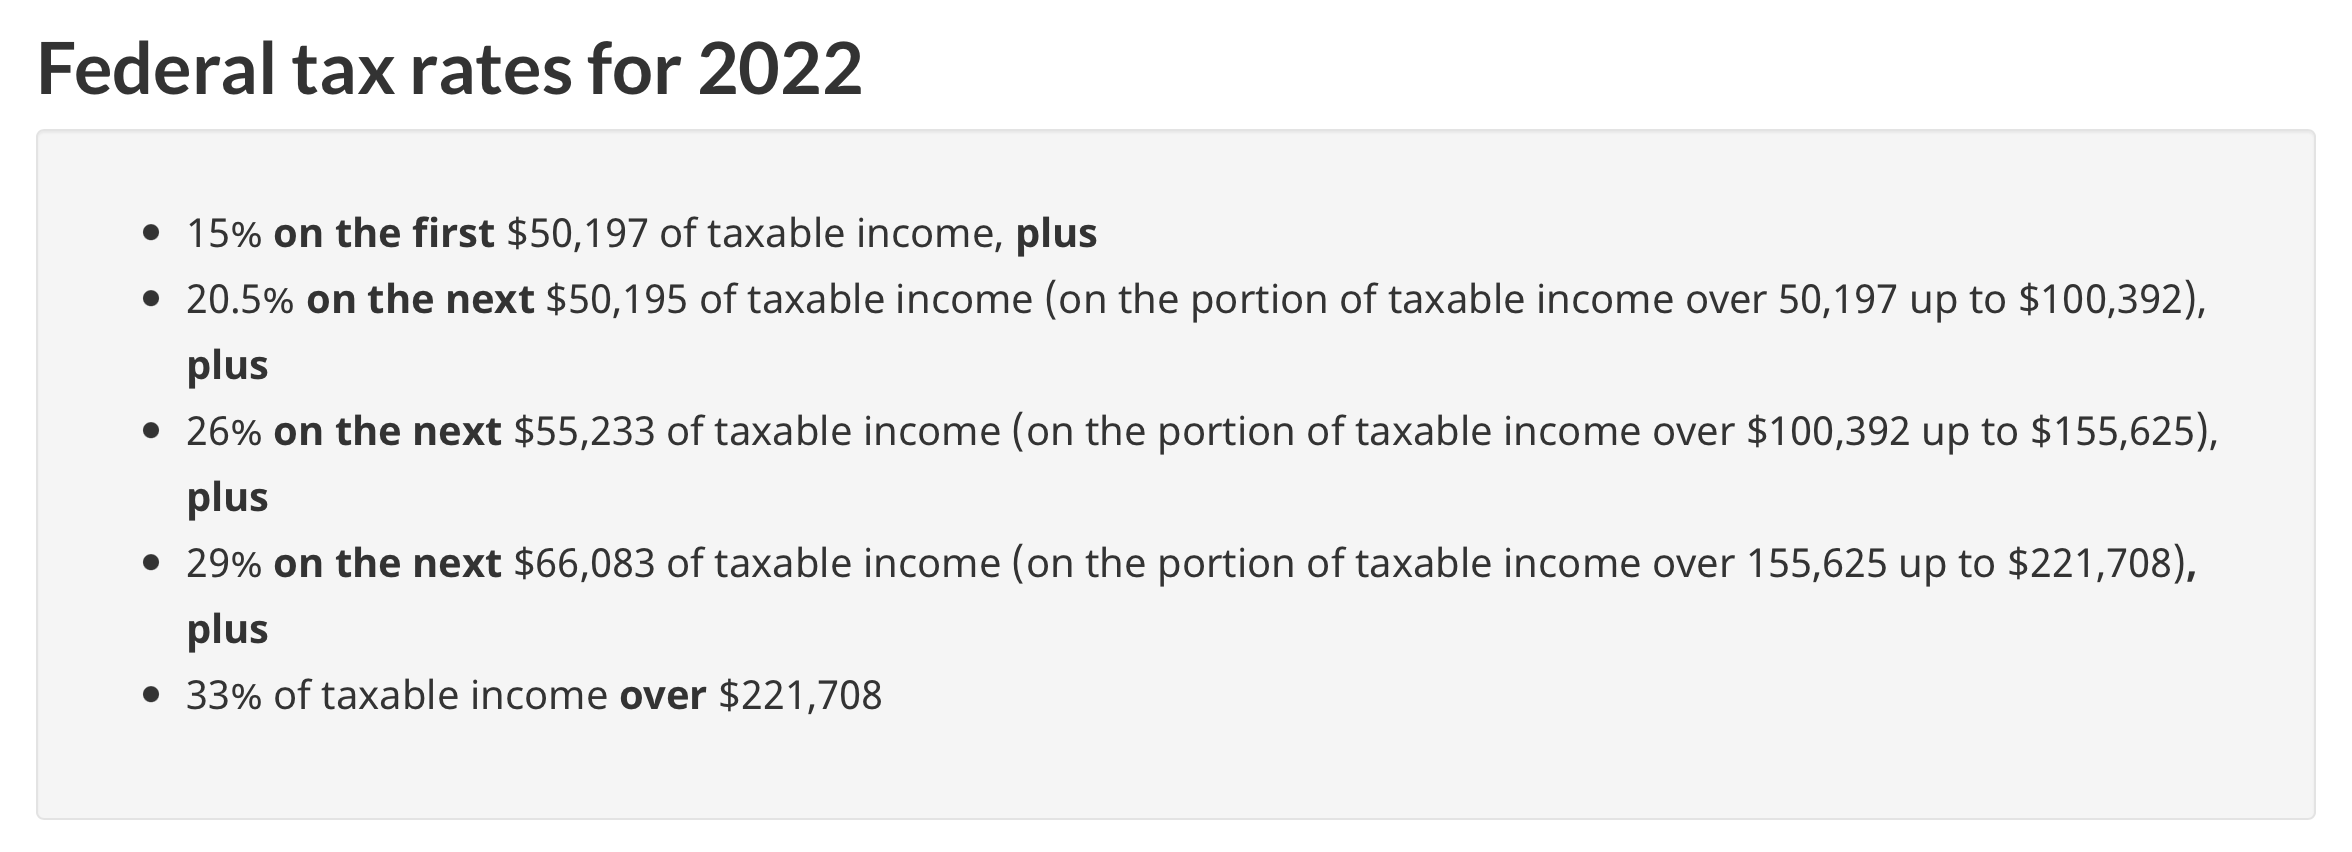 Federal tax rates for 2022
• 15% on the first $50,197 of taxable income, plus
• 20.5% on the next $50,195 of taxable income (on the portion of taxable income over 50,197 up to $100,392),
plus
• 26% on the next $55,233 of taxable income (on the portion of taxable income over $100,392 up to $155,625),
plus
• 29% on the next $66,083 of taxable income (on the portion of taxable income over 155,625 up to $221,708),
plus
• 33% of taxable income over $221,708